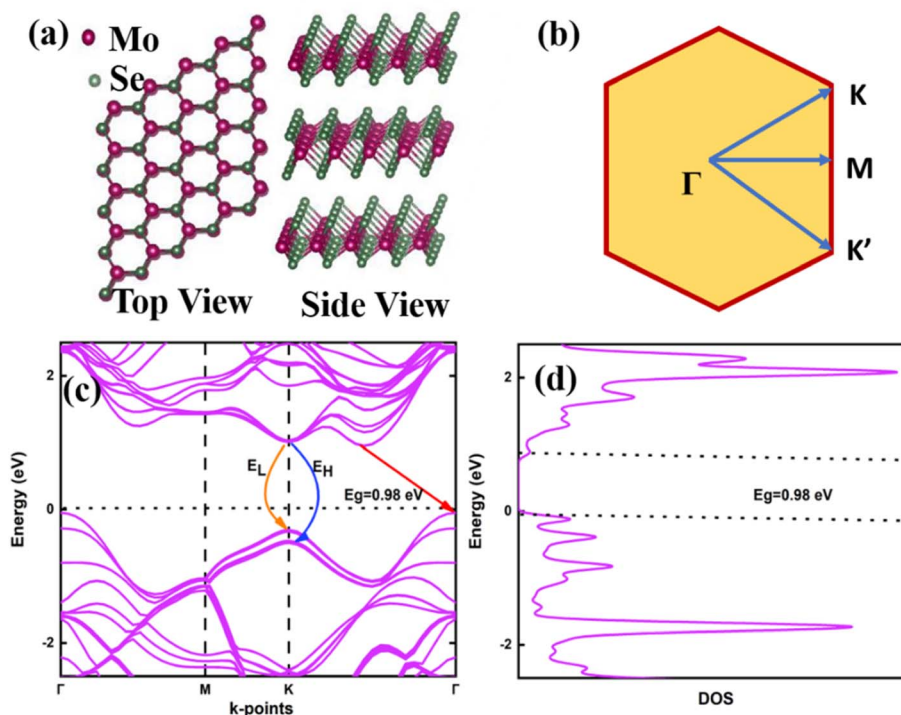 (a)
Mo
Se
Top View
Side View
(b)
K
M
K’
Γ
(c)
2
0
-2
Energy (eV)
E_L
E_H
Eg=0.98 eV
Γ
M
K
Γ
k-points
(d)
2
0
-2
Energy (eV)
Eg=0.98 eV
DOS